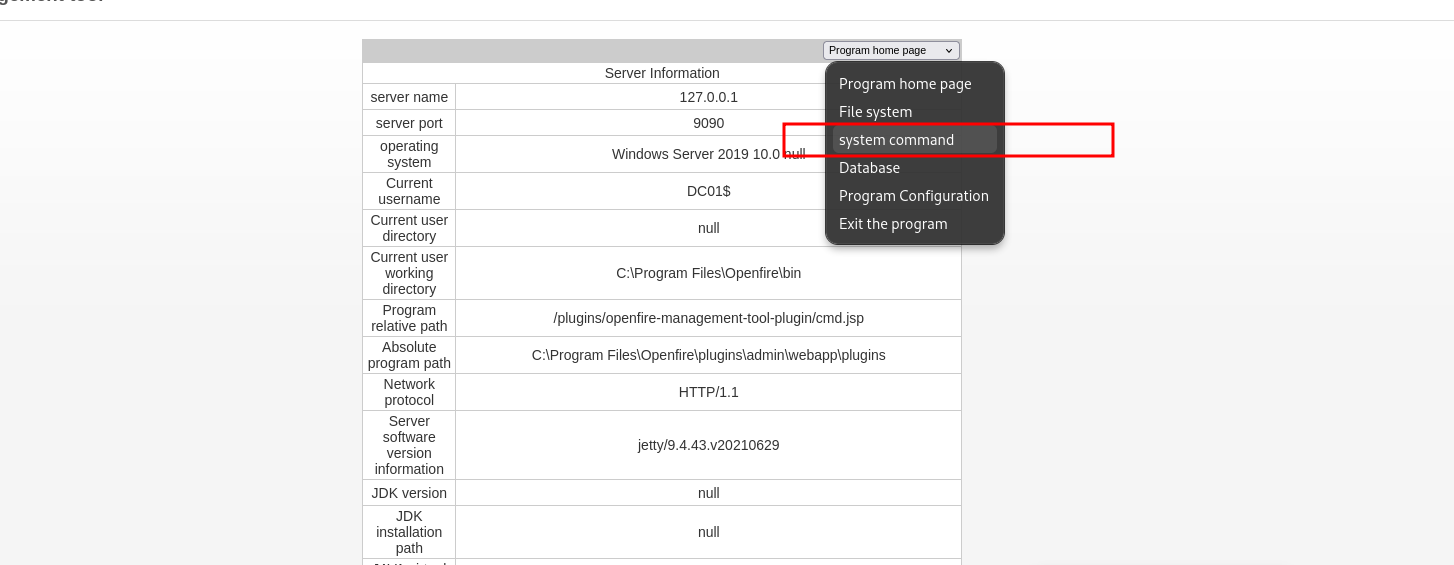 Program home page
Server Information
Program home page
File system
system command
Database
Program Configuration
Exit the program
server name 127.0.0.1
server port 9090
operating
system
Windows Server 2019 10.0 null
Current
username
DC01$
Current user
directory
null
Current user
working
directory
C:\Program Files\Openfire\bin
Program
relative path
/plugins/openfire-management-tool-plugin/cmd.jsp
Absolute
program path
C:\Program Files\Openfire\plugins\admin\webapp\plugins
Network
protocol
HTTP/1.1
Server
software
version
information
jetty/9.4.43.v20210629
JDK version null
JDK
installation
path
null